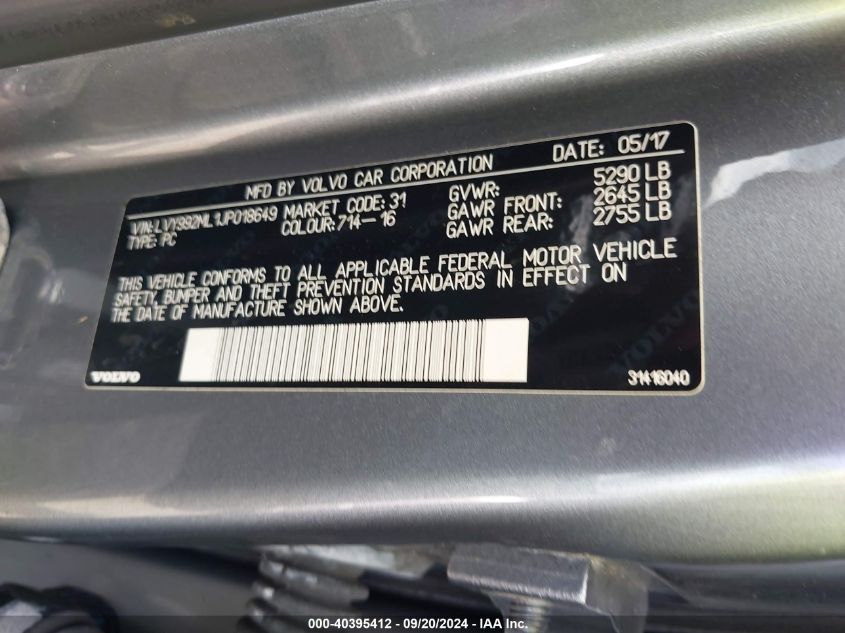 MFD BY VOLVO CAR CORPORATION DATE: 05/17
VIN: LVY992ML1JP018649 MARKET CODE: 31 GVWR: 5290 LB
TYPE: PC COLOUR: 714-16 GAWR FRONT: 2645 LB
GAWR REAR: 2755 LB
THIS VEHICLE CONFORMS TO ALL APPLICABLE FEDERAL MOTOR VEHICLE
SAFETY, BUMPER AND THEFT PREVENTION STANDARDS IN EFFECT ON
THE DATE OF MANUFACTURE SHOWN ABOVE.
VOLVO 31416040
000-40395412 - 09/20/2024 - IAA Inc.